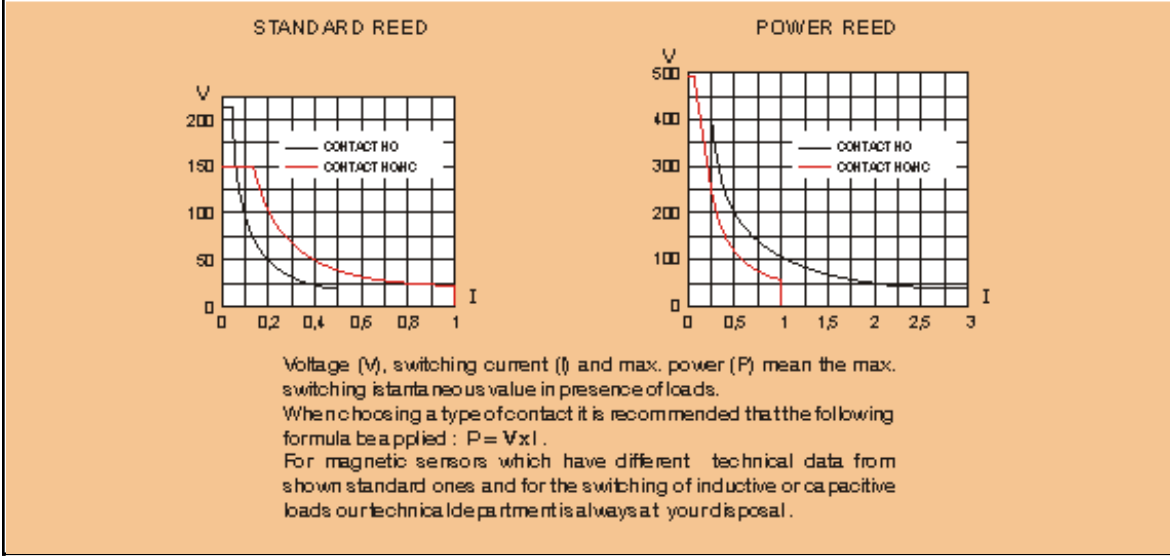 STANDARD REED
POWER REED
V
200
150
100
50
0
CONTACT NO
CONTACT NO/NC
0 0,2 0,4 0,6 0,8 1
I
V
500
400
300
200
100
0
CONTACT NO
CONTACT NO/NC
0 0,5 1 1,5 2 2,5 3
I
Voltage (V), switching current (I) and max. power (P) mean the max.
switching istantaneous value in presence of loads.
When choosing a type of contact it is recommended that the following
formula be applied : P = VxI .
For magnetic sensors which have different technical data from
shown standard ones and for the switching of inductive or capacitive
loads our technical department is always at your disposal .